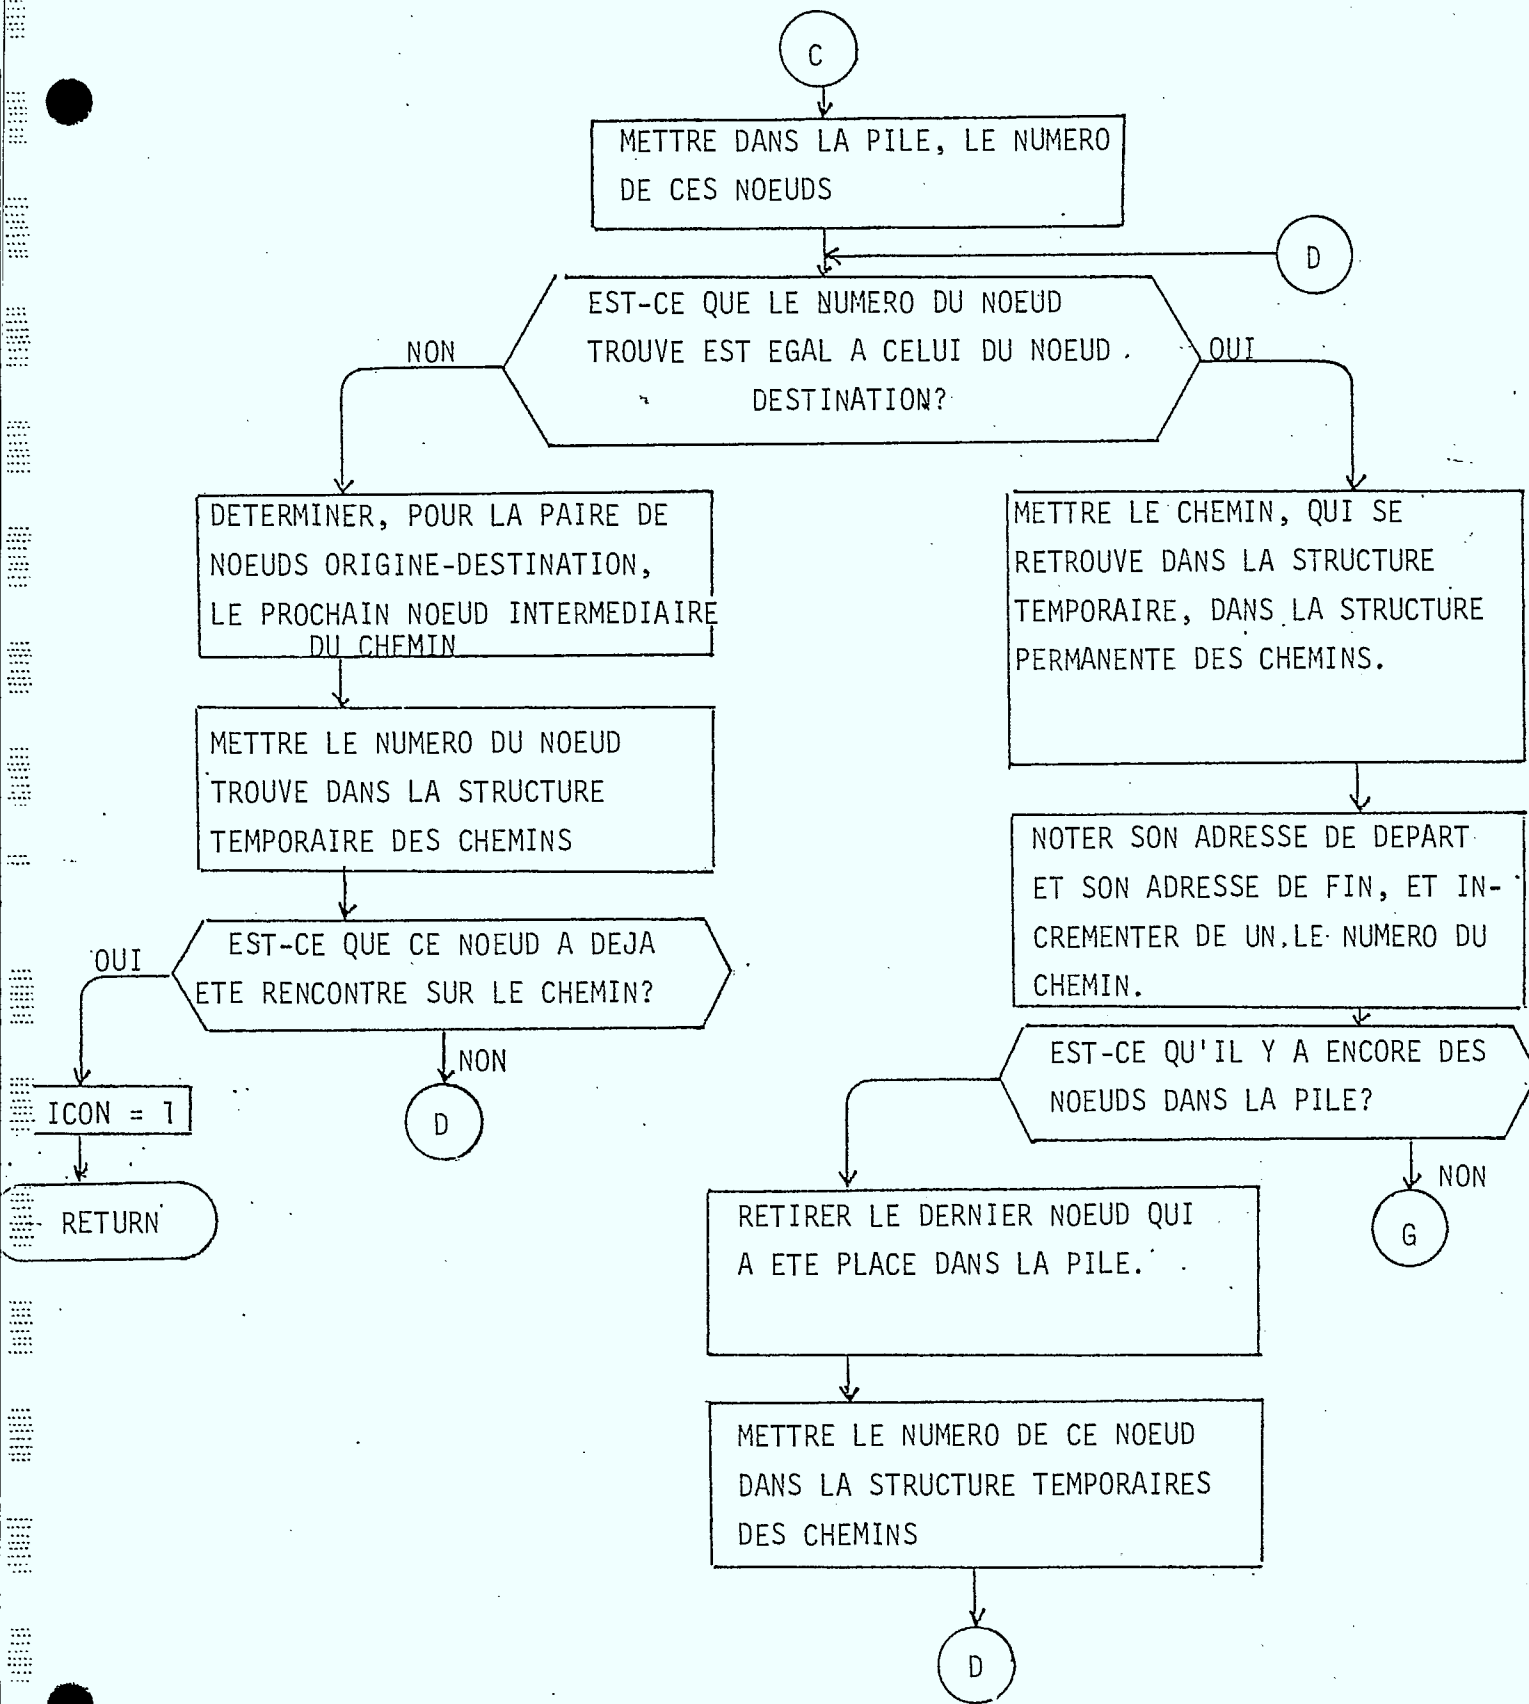 C
METTRE DANS LA PILE, LE NUMERO
DE CES NOEUDS
D
EST-CE QUE LE NUMERO DU NOEUD
TROUVE EST EGAL A CELUI DU NOEUD
DESTINATION?
NON
OUI
DETERMINER, POUR LA PAIRE DE
NOEUDS ORIGINE-DESTINATION,
LE PROCHAIN NOEUD INTERMEDIAIRE
DU CHEMIN
METTRE LE NUMERO DU NOEUD
TROUVE DANS LA STRUCTURE
TEMPORAIRE DES CHEMINS
EST-CE QUE CE NOEUD A DEJA
ETE RENCONTRE SUR LE CHEMIN?
OUI
NON
ICON = 1
RETURN
D
METTRE LE CHEMIN, QUI SE
RETROUVE DANS LA STRUCTURE
TEMPORAIRE, DANS LA STRUCTURE
PERMANENTE DES CHEMINS.
NOTER SON ADRESSE DE DEPART
ET SON ADRESSE DE FIN, ET IN-
CREMENTER DE UN LE NUMERO DU
CHEMIN.
EST-CE QU'IL Y A ENCORE DES
NOEUDS DANS LA PILE?
NON
G
RETIRER LE DERNIER NOEUD QUI
A ETE PLACE DANS LA PILE.
METTRE LE NUMERO DE CE NOEUD
DANS LA STRUCTURE TEMPORAIRES
DES CHEMINS
D